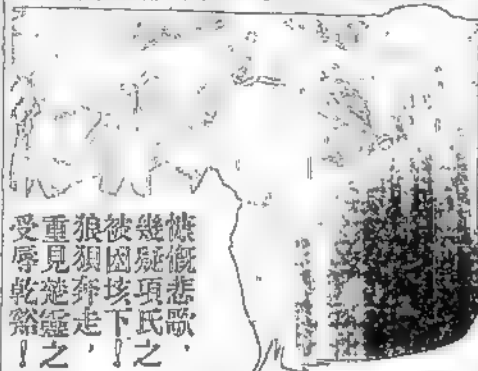 慷慨悲歌、
幾疑項氏之
被困垓下！
狼狽奔走，
重見楚靈之
受辱乾谿！